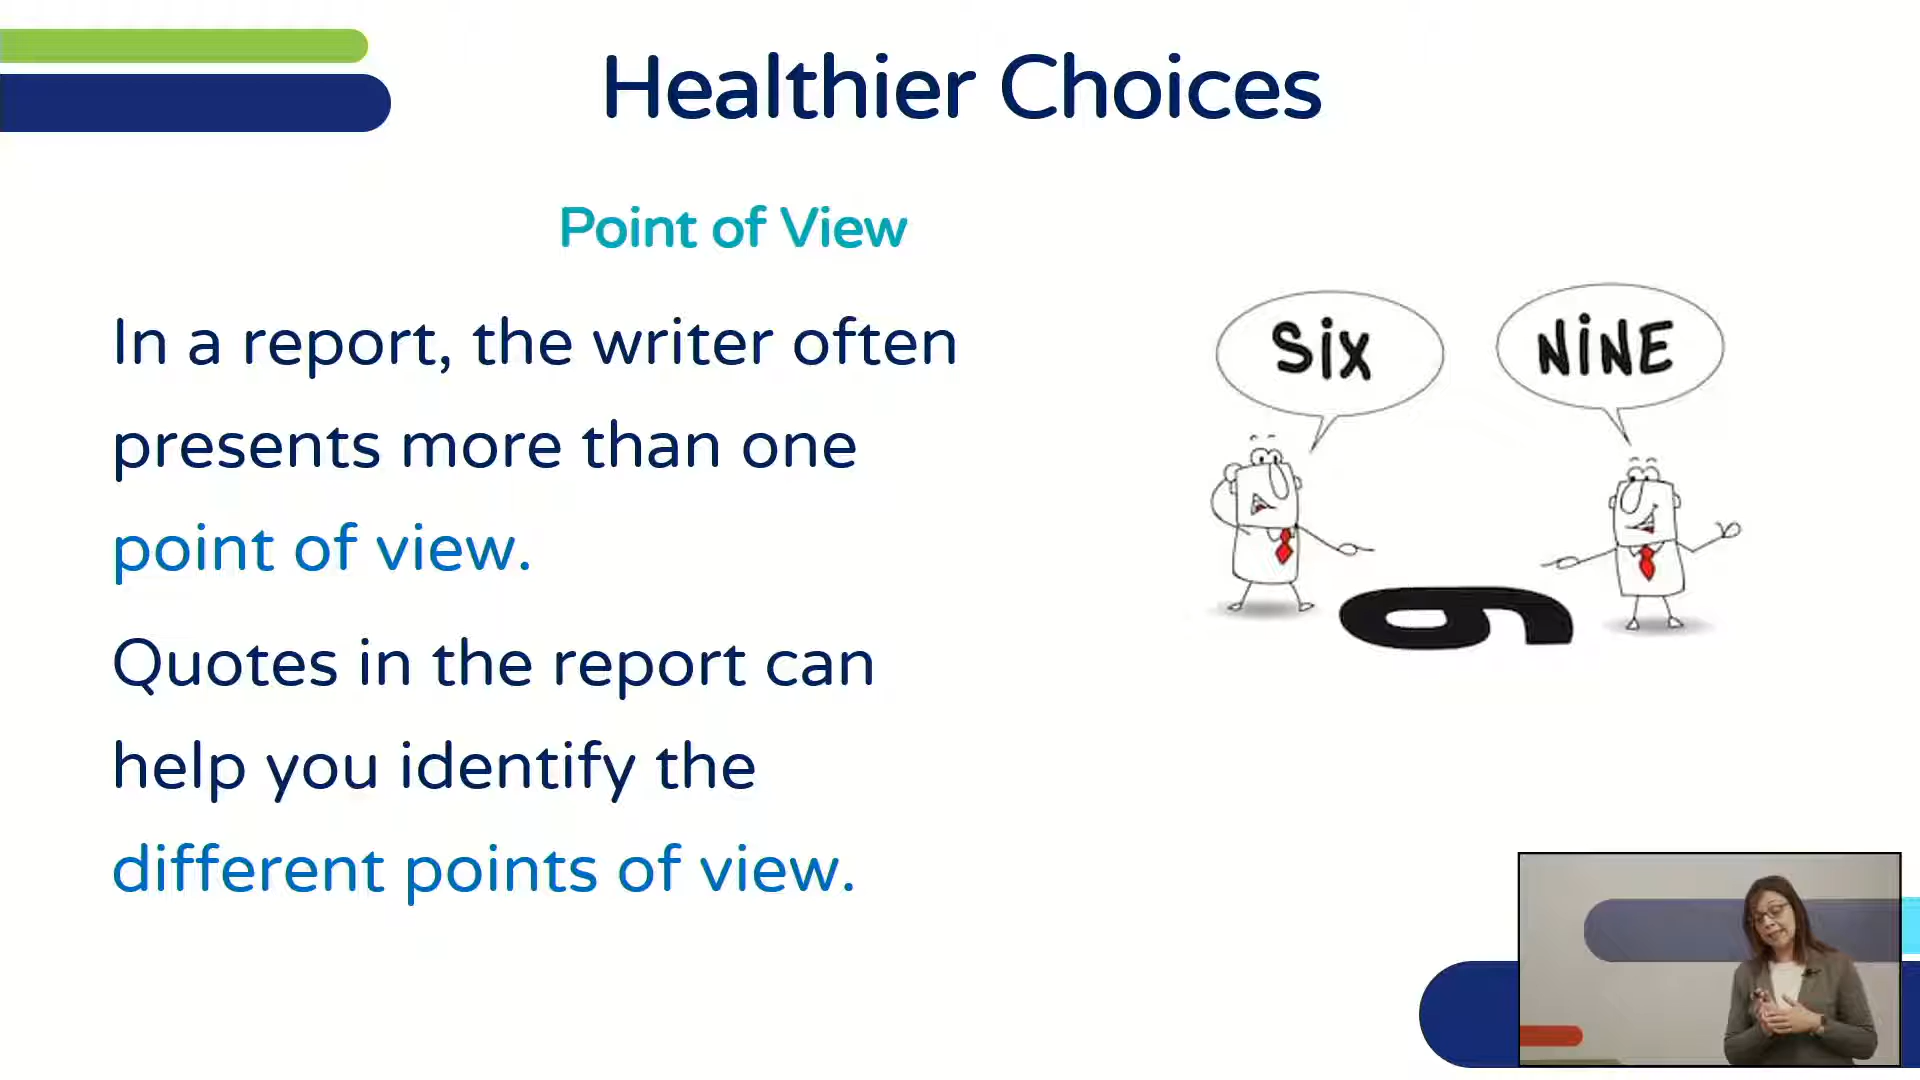 Healthier Choices
Point of View
In a report, the writer often
presents more than one
point of view.
Quotes in the report can
help you identify the
different points of view.
Six
NiNE
6